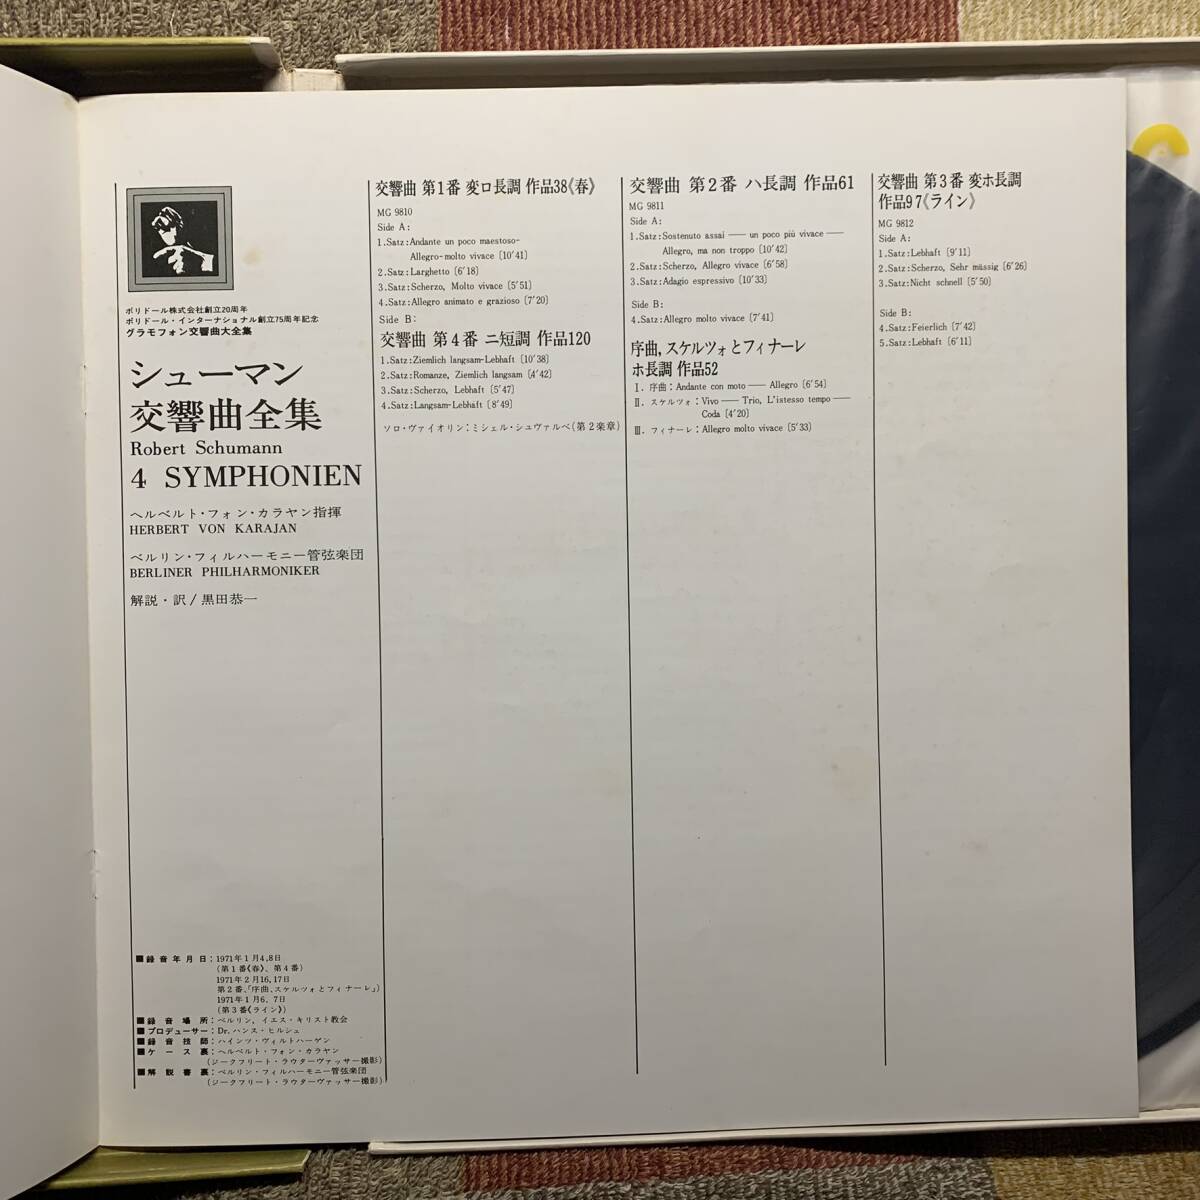 ポリドール株式会社創立20周年
ポリドール・インターナショナル創立75周年記念
グラモフォン交響曲大全集
シューマン
交響曲全集
Robert Schumann
4 SYMPHONIEN
ヘルベルト・フォン・カラヤン指揮
HERBERT VON KARAJAN
ベルリン・フィルハーモニー管弦楽団
BERLINER PHILHARMONIKER
解説・訳/黒田恭一
■録音年月日：1971年1月4,8日
(第1番《春》、第4番)
1971年2月16,17日
第2番,「序曲、スケルツォとフィナーレ」)
1971年1月6,7日
(第3番《ライン》)
■録音場所：ベルリン, イエス・キリスト教会
■プロデューサー：Dr.ハンス・ヒルシュ
■録音技師：ハインツ・ヴィルトハーゲン
■ケース裏：ヘルベルト・フォン・カラヤン
(ジークフリート・ラウターヴァッサー撮影)
■解説書裏：ベルリン・フィルハーモニー管弦楽団
(ジークフリート・ラウターヴァッサー撮影)
交響曲 第1番 変ロ長調 作品38《春》
MG 9810
Side A:
1.Satz:Andante un poco maestoso-
Allegro-molto vivace [10'41]
2.Satz:Larghetto [6'18]
3.Satz:Scherzo, Molto vivace [5'51]
4.Satz:Allegro animato e grazioso [7'20]
Side B:
交響曲 第4番 ニ短調 作品120
1.Satz:Ziemlich langsam-Lebhaft [10'38]
2.Satz:Romanze, Ziemlich langsam [4'42]
3.Satz:Scherzo, Lebhaft [5'47]
4.Satz:Langsam-Lebhaft [8'49]
ソロ・ヴァイオリン：ミシェル・シュヴァルベ(第2楽章)
交響曲 第2番 ハ長調 作品61
MG 9811
Side A:
1.Satz:Sostenuto assai — un poco più vivace —
Allegro, ma non troppo [10'42]
2.Satz:Scherzo, Allegro vivace [6'58]
3.Satz:Adagio espressivo [10'33]
Side B:
4.Satz:Allegro molto vivace [7'41]
序曲, スケルツォとフィナーレ
ホ長調 作品52
I. 序曲：Andante con moto — Allegro [6'54]
II. スケルツォ：Vivo — Trio, L'istesso tempo —
Coda [4'20]
III. フィナーレ：Allegro molto vivace [5'33]
交響曲 第3番 変ホ長調
作品97《ライン》
MG 9812
Side A:
1.Satz:Lebhaft [9'11]
2.Satz:Scherzo, Sehr mässig [6'26]
3.Satz:Nicht schnell [5'50]
Side B:
4.Satz:Feierlich [7'42]
5.Satz:Lebhaft [6'11]